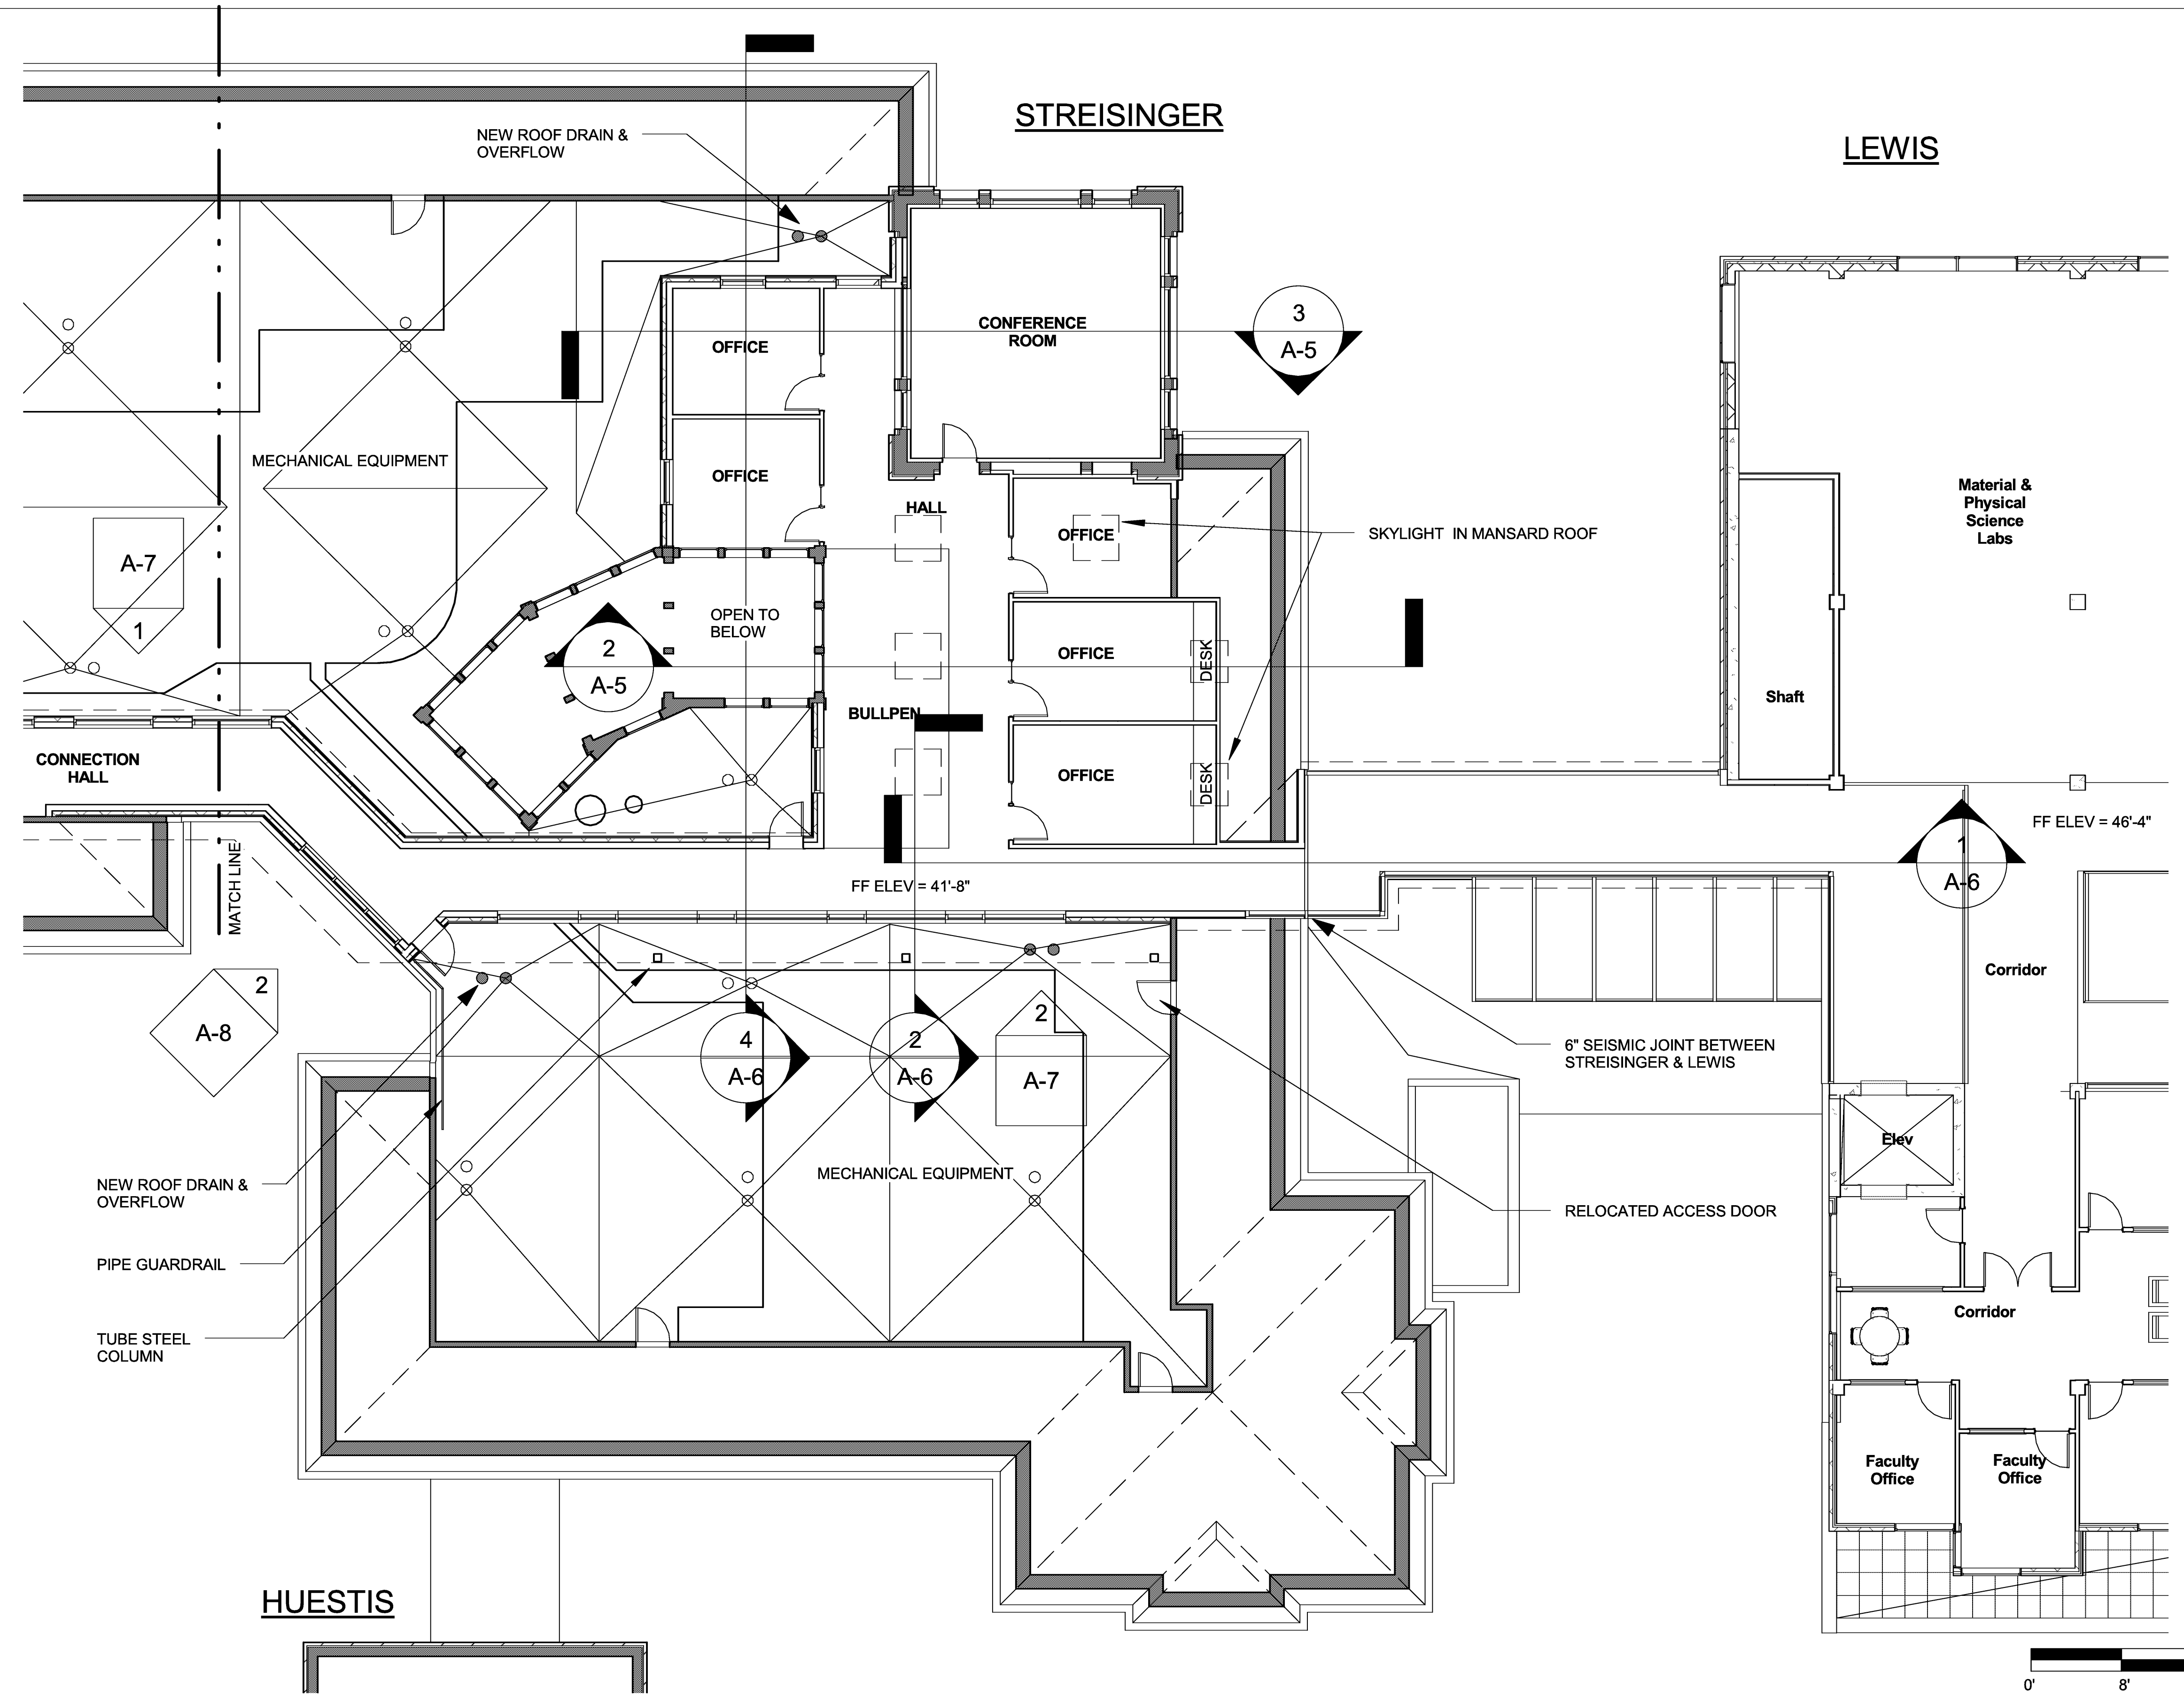 STREISINGER
LEWIS
NEW ROOF DRAIN &
OVERFLOW
3
A-5
CONFERENCE
ROOM
OFFICE
MECHANICAL EQUIPMENT
OFFICE
HALL
OFFICE
SKYLIGHT IN MANSARD ROOF
Material &
Physical
Science
Labs
A-7
1
OPEN TO
BELOW
2
A-5
OFFICE
DESK
Shaft
BULLPEN
CONNECTION
HALL
OFFICE
DESK
FF ELEV = 46'-4"
1
A-6
MATCH LINE
FF ELEV = 41'-8"
Corridor
2
A-8
4
A-6
2
A-6
2
A-7
6" SEISMIC JOINT BETWEEN
STREISINGER & LEWIS
Elev
MECHANICAL EQUIPMENT
NEW ROOF DRAIN &
OVERFLOW
RELOCATED ACCESS DOOR
PIPE GUARDRAIL
Corridor
TUBE STEEL
COLUMN
Faculty
Office
Faculty
Office
HUESTIS
0'
8'